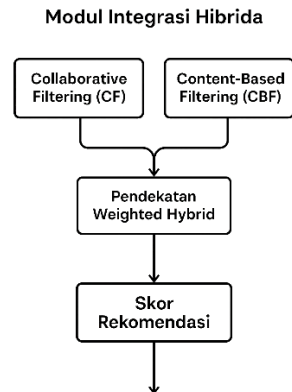 Modul Integrasi Hibrida
Collaborative
Filtering (CF)
Content-Based
Filtering (CBF)
Pendekatan
Weighted Hybrid
Skor
Rekomendasi